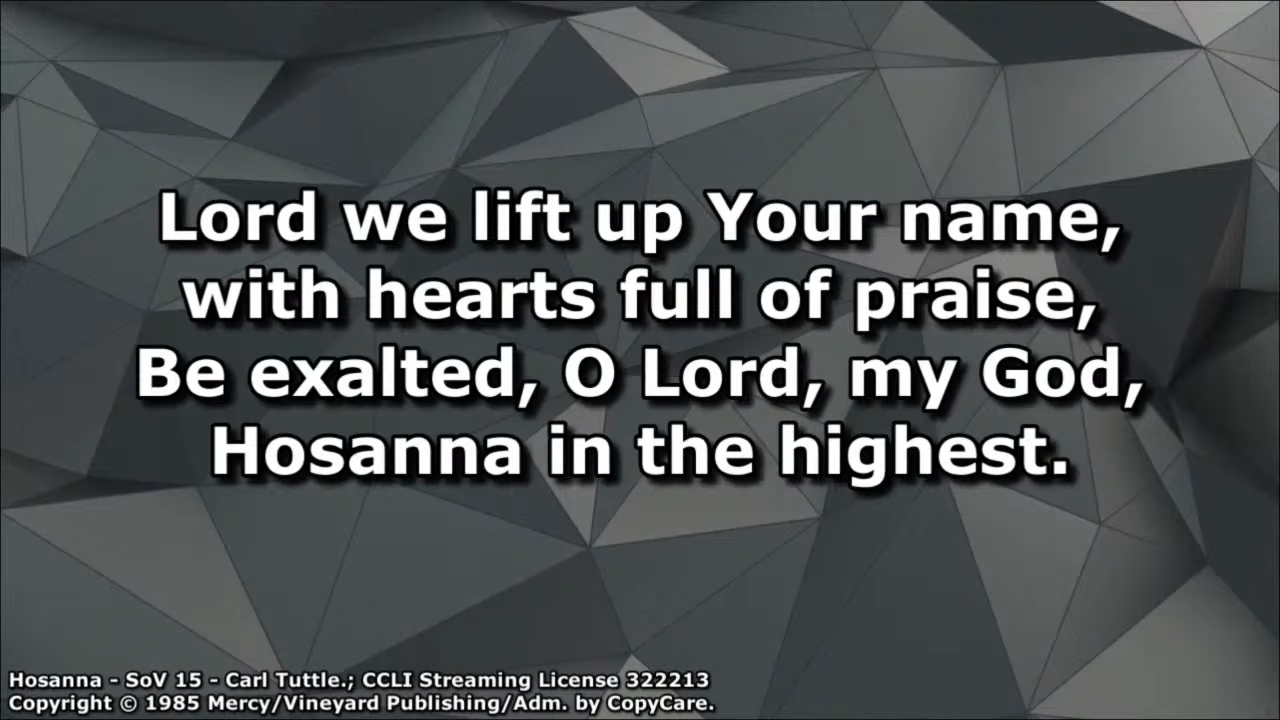 Lord we lift up Your name,
with hearts full of praise,
Be exalted, O Lord, my God,
Hosanna in the highest.
Hosanna - SoV 15 - Carl Tuttle.; CCLI Streaming License 322213
Copyright © 1985 Mercy/Vineyard Publishing/Adm. by CopyCare.